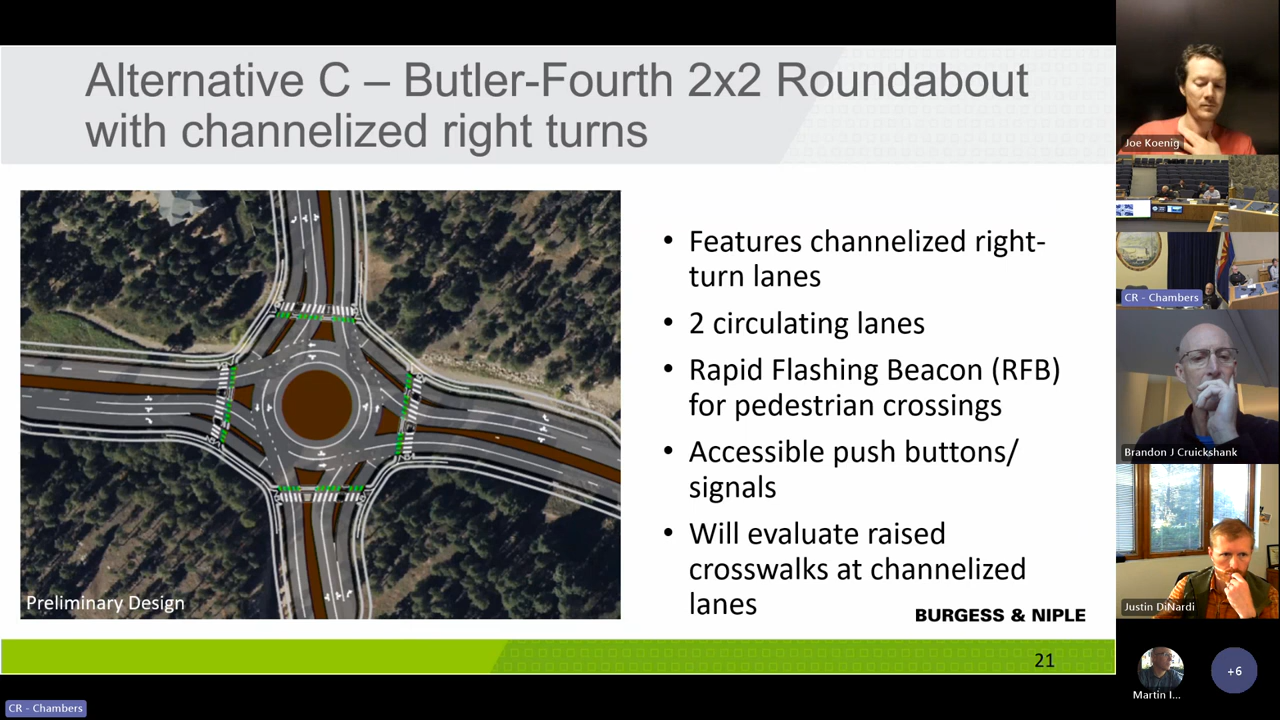 Alternative C – Butler-Fourth 2x2 Roundabout
with channelized right turns
• Features channelized right-
turn lanes
• 2 circulating lanes
• Rapid Flashing Beacon (RFB)
for pedestrian crossings
• Accessible push buttons/
signals
• Will evaluate raised
crosswalks at channelized
lanes
Preliminary Design
BURGESS & NIPLE
21
CR - Chambers
Joe Koenig
CR - Chambers
Brandon J Cruickshank
Justin DiNardi
Martin I...
+6